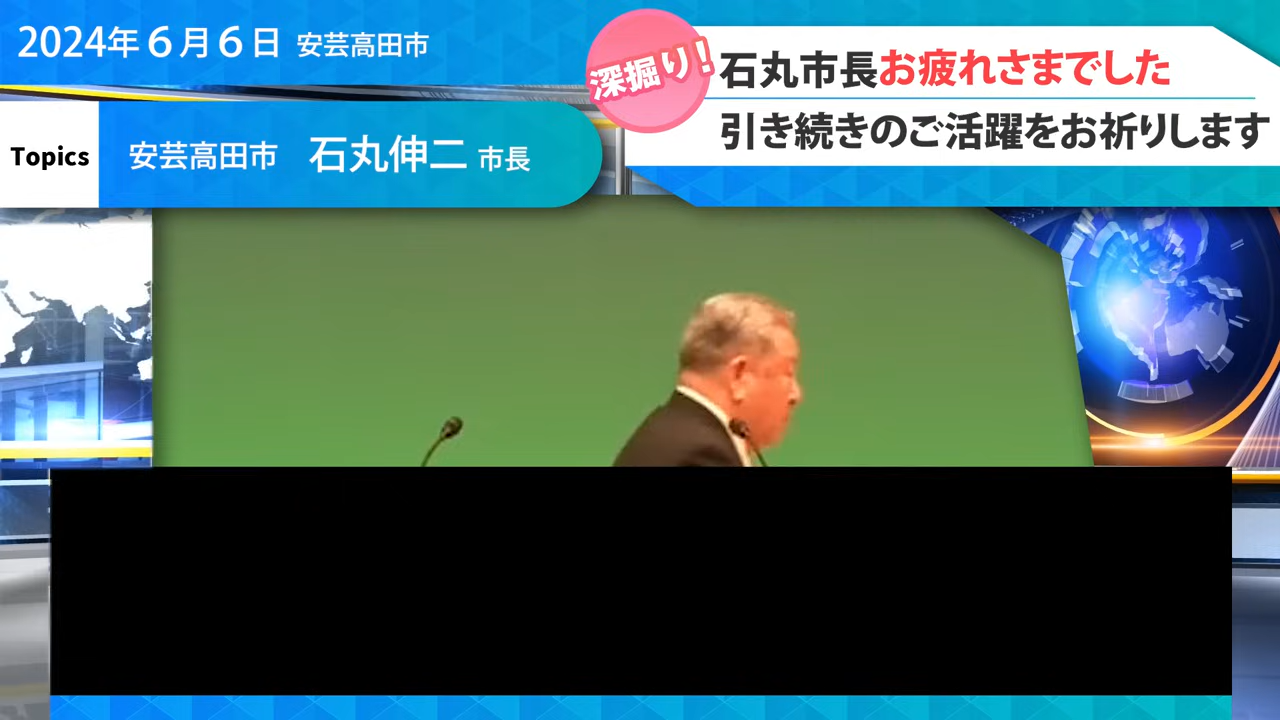 2024年６月６日 安芸高田市
深掘り！
石丸市長お疲れさまでした
引き続きのご活躍をお祈りします
Topics
安芸高田市 石丸伸二 市長